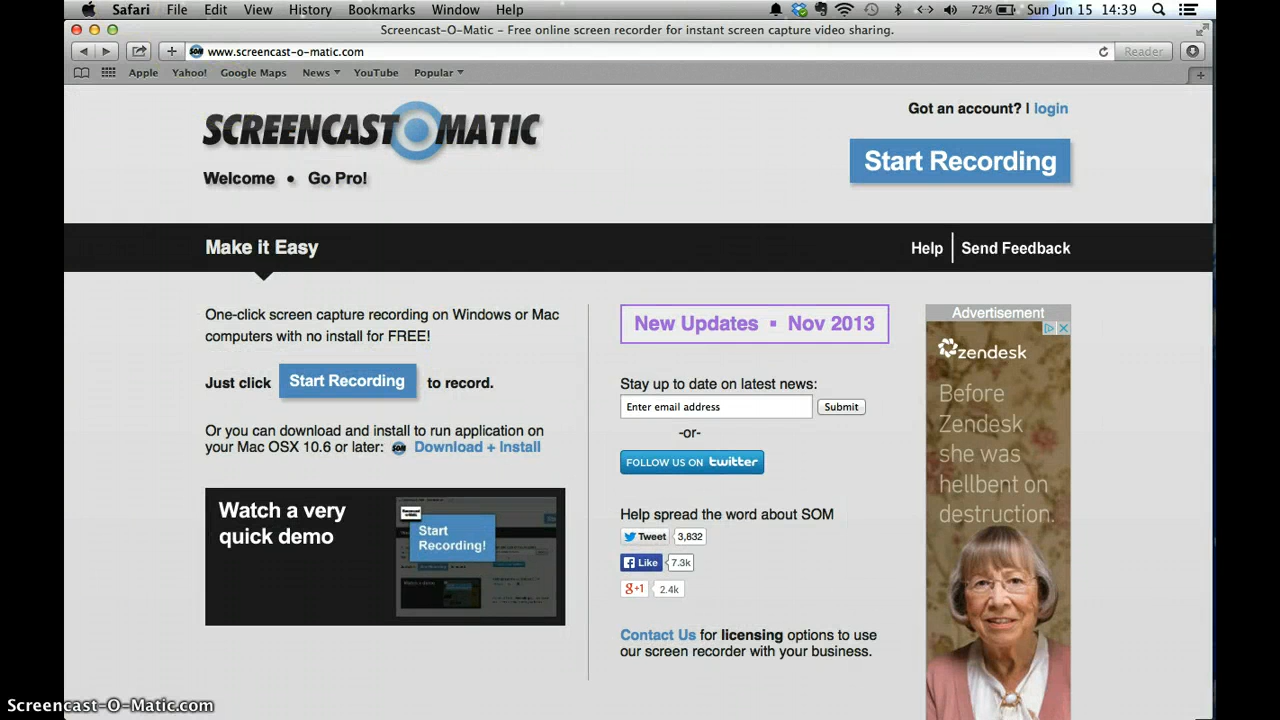 Safari File Edit View History Bookmarks Window Help 72% Sun Jun 15 14:39
Screencast-O-Matic – Free online screen recorder for instant screen capture video sharing.
www.screencast-o-matic.com Reader
Apple Yahoo! Google Maps News YouTube Popular
SCREENCAST O MATIC
Got an account? | login
Start Recording
Welcome • Go Pro!
Make it Easy
Help | Send Feedback
One-click screen capture recording on Windows or Mac
computers with no install for FREE!
Just click Start Recording to record.
Or you can download and install to run application on
your Mac OSX 10.6 or later: SOM Download + Install
Watch a very
quick demo
Start
Recording!
New Updates ▪ Nov 2013
Stay up to date on latest news:
Enter email address Submit
-or-
FOLLOW US ON twitter
Help spread the word about SOM
Tweet 3,832
Like 7.3k
g+1 2.4k
Contact Us for licensing options to use
our screen recorder with your business.
Advertisement
zendesk
Before
Zendesk
she was
hellbent on
destruction.
Screencast-O-Matic.com